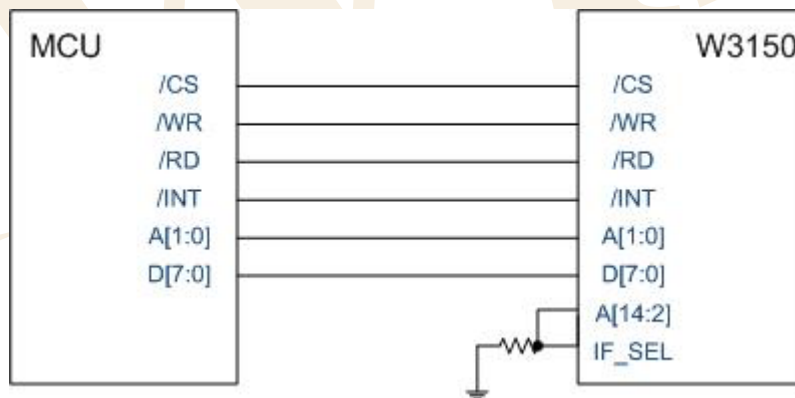 MCU
W3150
/CS
/CS
/WR
/WR
/RD
/RD
/INT
/INT
A[1:0]
A[1:0]
D[7:0]
D[7:0]
A[14:2]
IF_SEL